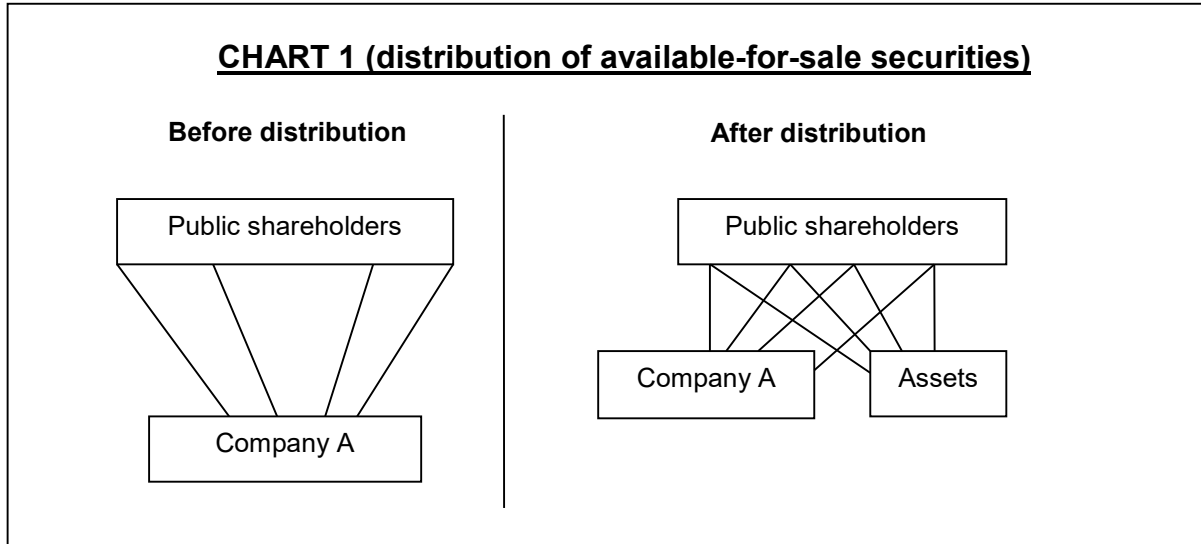 CHART 1 (distribution of available-for-sale securities)
Before distribution
Public shareholders
Company A
After distribution
Public shareholders
Company A
Assets